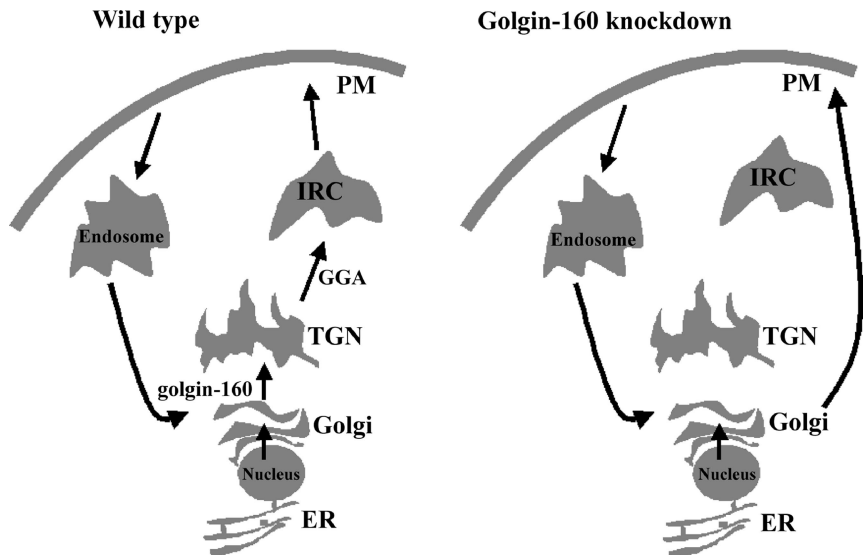 Wild type
PM
IRC
Endosome
GGA
TGN
golgin-160
Golgi
Nucleus
ER
Golgin-160 knockdown
PM
IRC
Endosome
TGN
Golgi
Nucleus
ER